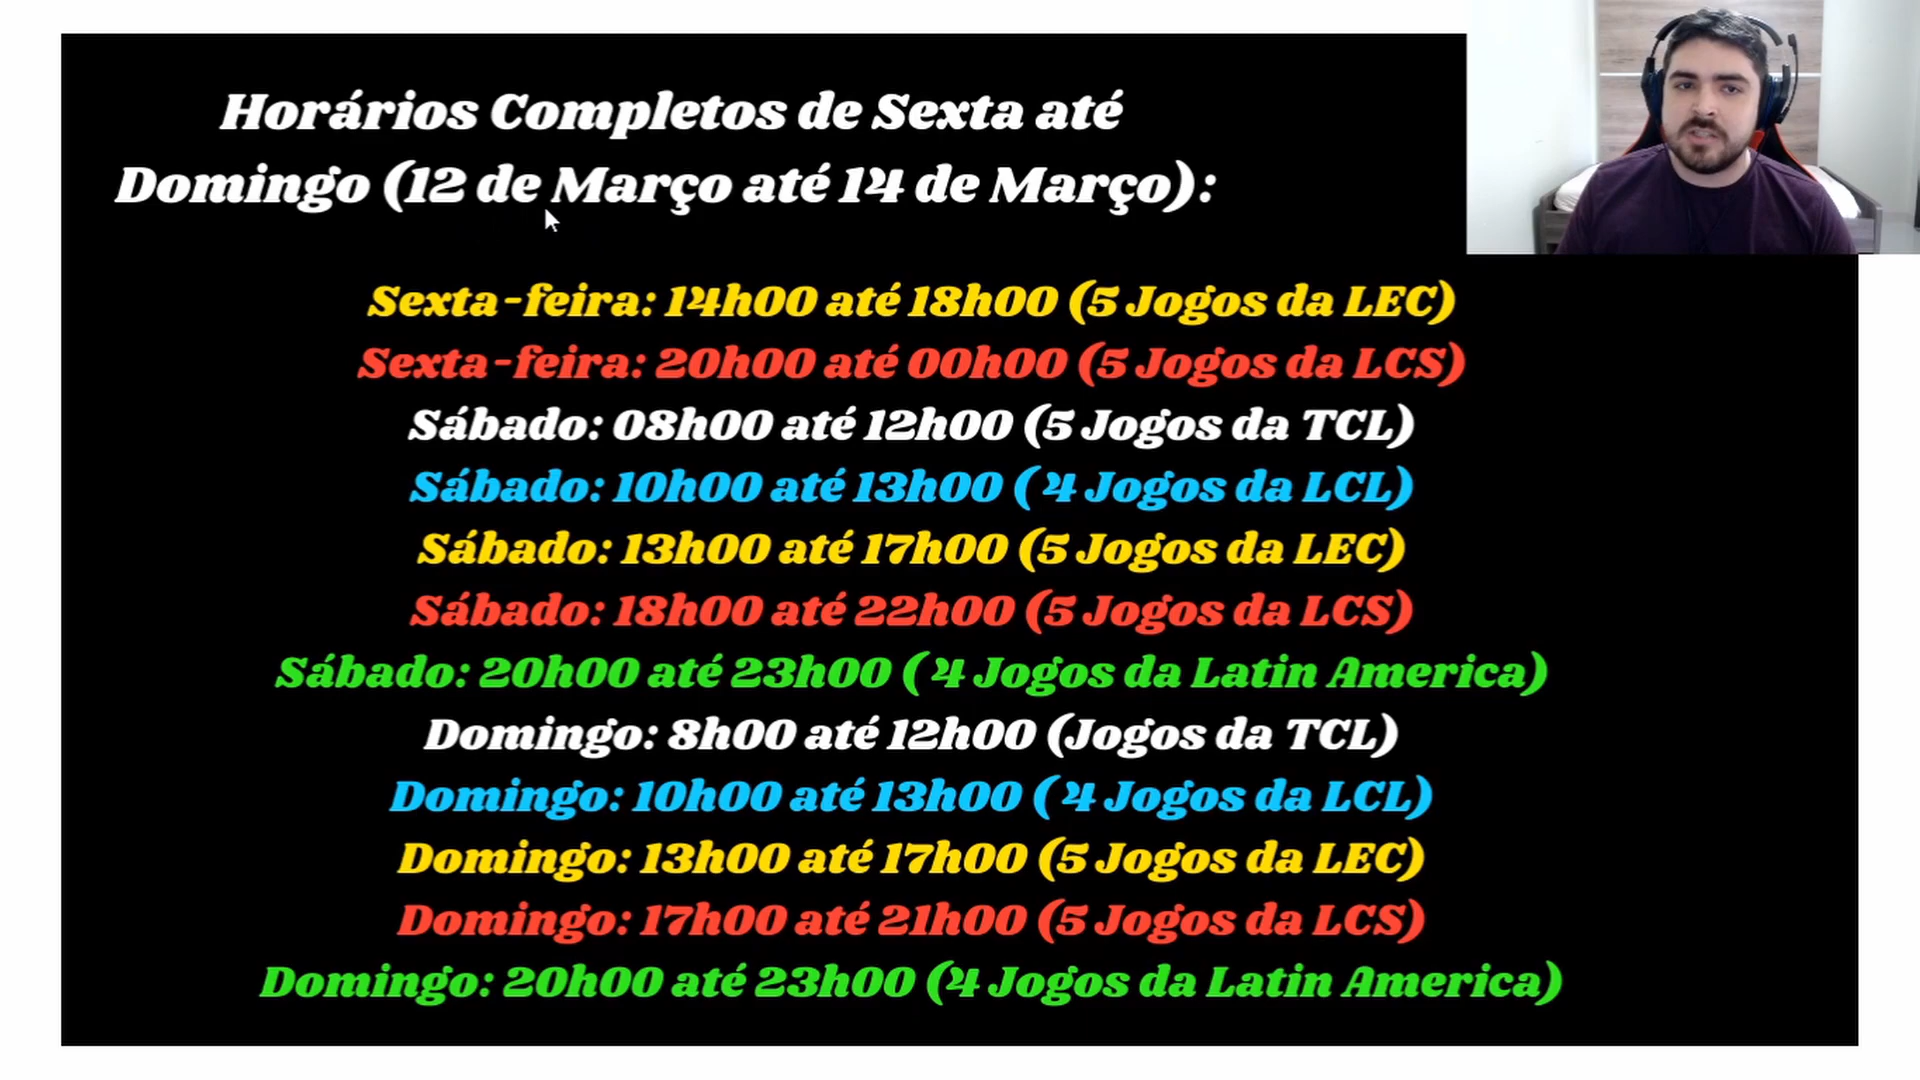 Horários Completos de Sexta até
Domingo (12 de Março até 14 de Março):
Sexta-feira: 14h00 até 18h00 (5 Jogos da LEC)
Sexta-feira: 20h00 até 00h00 (5 Jogos da LCS)
Sábado: 08h00 até 12h00 (5 Jogos da TCL)
Sábado: 10h00 até 13h00 ( 4 Jogos da LCL)
Sábado: 13h00 até 17h00 (5 Jogos da LEC)
Sábado: 18h00 até 22h00 (5 Jogos da LCS)
Sábado: 20h00 até 23h00 ( 4 Jogos da Latin America)
Domingo: 8h00 até 12h00 (Jogos da TCL)
Domingo: 10h00 até 13h00 ( 4 Jogos da LCL)
Domingo: 13h00 até 17h00 (5 Jogos da LEC)
Domingo: 17h00 até 21h00 (5 Jogos da LCS)
Domingo: 20h00 até 23h00 (4 Jogos da Latin America)